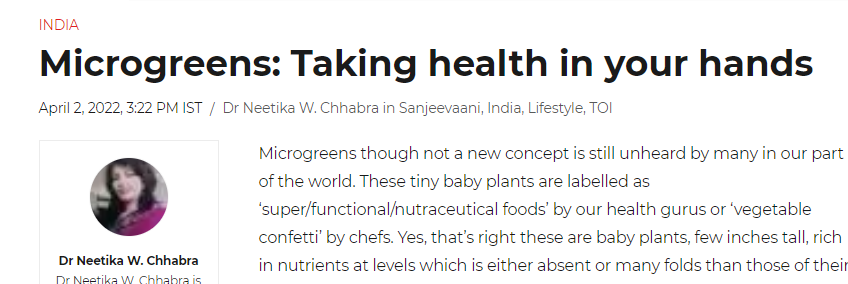 INDIA
Microgreens: Taking health in your hands
April 2, 2022, 3:22 PM IST / Dr Neetika W. Chhabra in Sanjeevaani, India, Lifestyle, TOI
Microgreens though not a new concept is still unheard by many in our part
of the world. These tiny baby plants are labelled as
‘super/functional/nutraceutical foods’ by our health gurus or ‘vegetable
confetti’ by chefs. Yes, that’s right these are baby plants, few inches tall, rich
in nutrients at levels which is either absent or many folds than those of their
Dr Neetika W. Chhabra
Dr Neetika W. Chhabra is